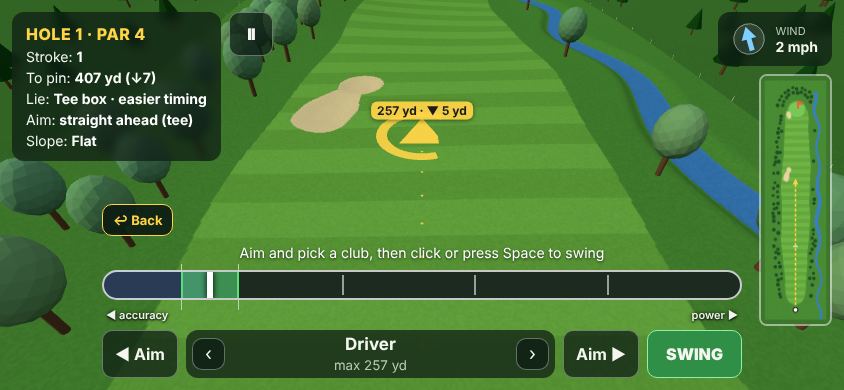 HOLE 1 · PAR 4
Stroke: 1
To pin: 407 yd (↓7)
Lie: Tee box · easier timing
Aim: straight ahead (tee)
Slope: Flat
WIND
2 mph
257 yd · ▼ 5 yd
↩ Back
Aim and pick a club, then click or press Space to swing
◀ accuracy
power ▶
◀ Aim
‹
Driver
max 257 yd
›
Aim ▶
SWING